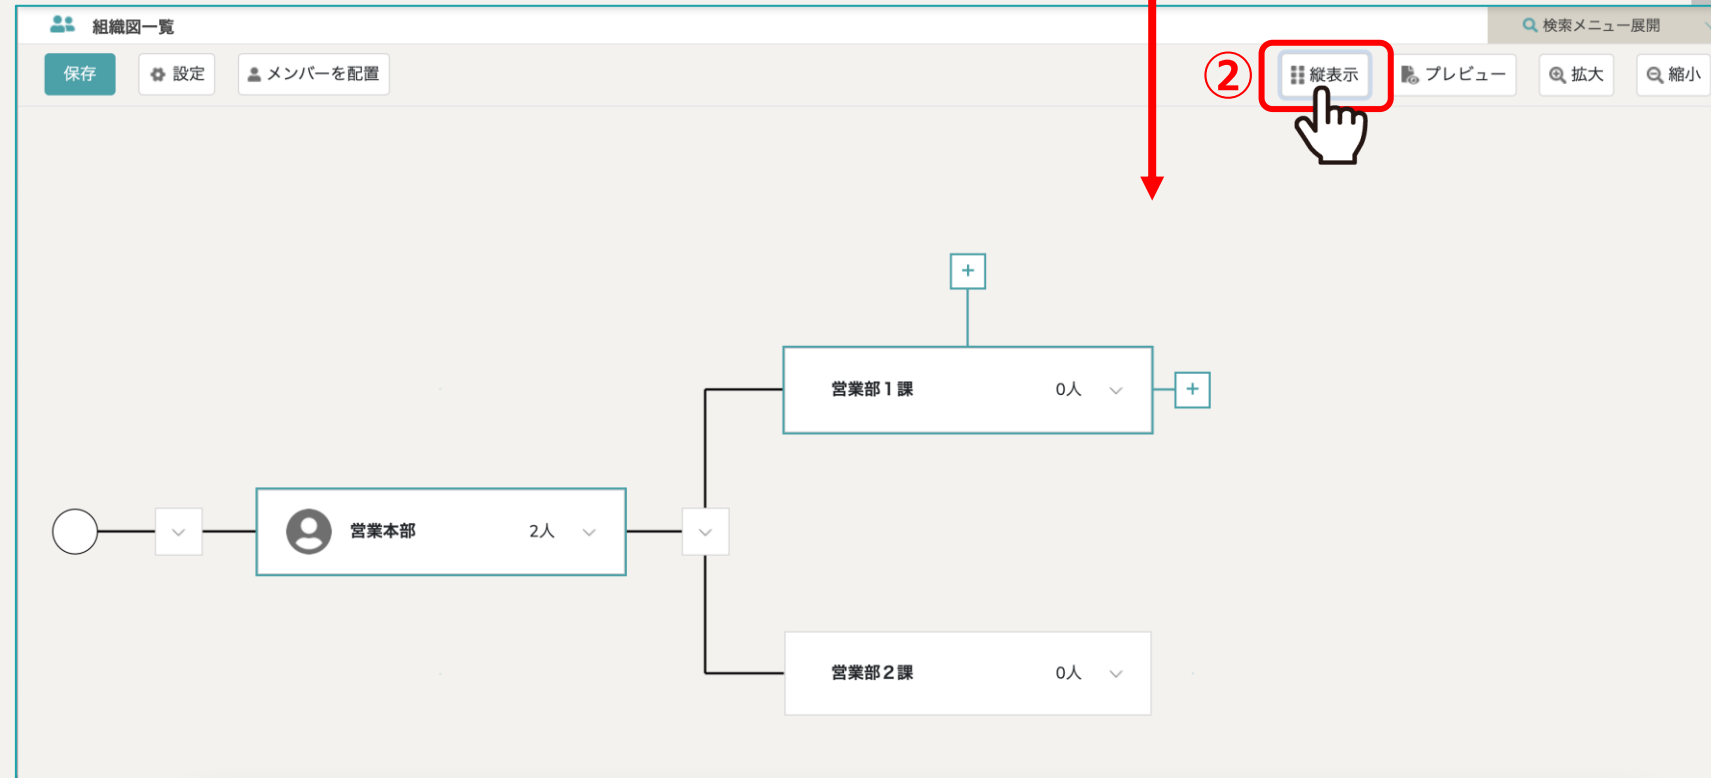 組織図一覧
検索メニュー展開
保存
設定
メンバーを配置
②
縦表示
プレビュー
拡大
縮小
+
営業部1課 0人
+
営業本部 2人
営業部2課 0人